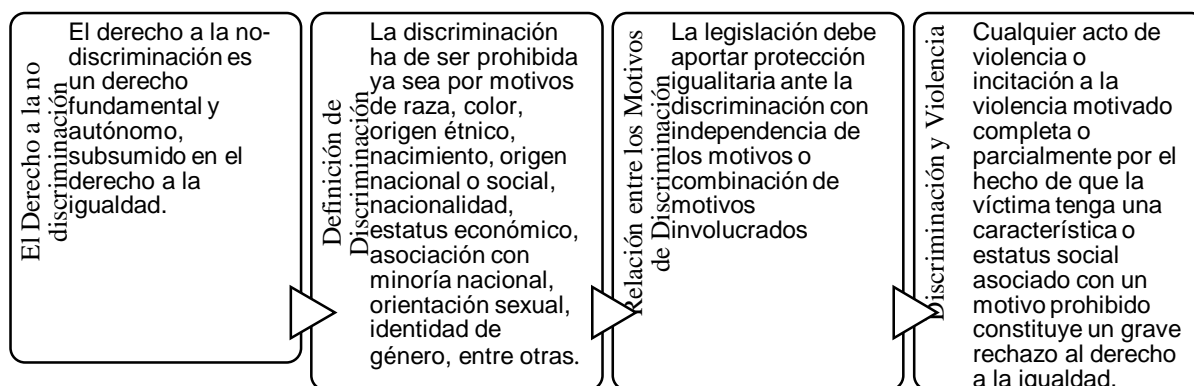 El Derecho a la no
discriminación
El derecho a la no-
discriminación es
un derecho
fundamental y
autónomo,
subsumido en el
derecho a la
igualdad.
Definición de
Discriminación
La discriminación
ha de ser prohibida
ya sea por motivos
de raza, color,
origen étnico,
nacimiento, origen
nacional o social,
nacionalidad,
estatus económico,
asociación con
minoría nacional,
orientación sexual,
identidad de
género, entre otras.
Relación entre los Motivos
de Discriminación
La legislación debe
aportar protección
igualitaria ante la
discriminación con
independencia de
los motivos o
combinación de
motivos
involucrados
Discriminación y Violencia
Cualquier acto de
violencia o
incitación a la
violencia motivado
completa o
parcialmente por el
hecho de que la
víctima tenga una
característica o
estatus social
asociado con un
motivo prohibido
constituye un grave
rechazo al derecho
a la igualdad.